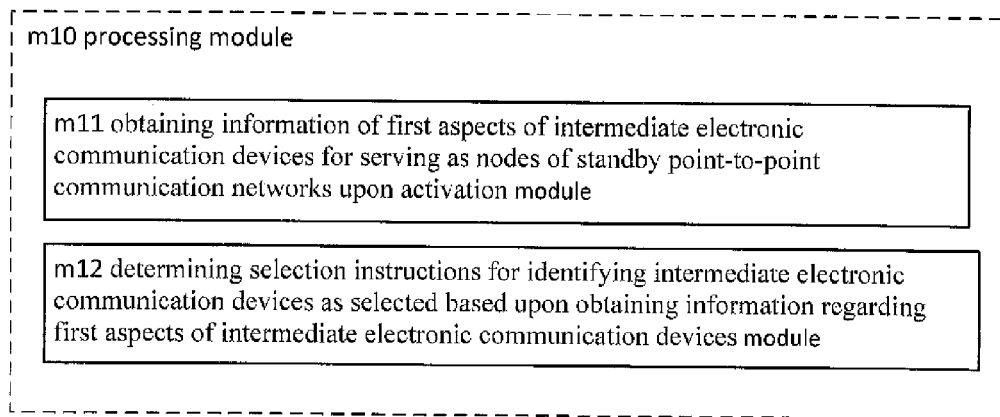 m10 processing module
m11 obtaining information of first aspects of intermediate electronic
communication devices for serving as nodes of standby point-to-point
communication networks upon activation module
m12 determining selection instructions for identifying intermediate electronic
communication devices as selected based upon obtaining information regarding
first aspects of intermediate electronic communication devices module